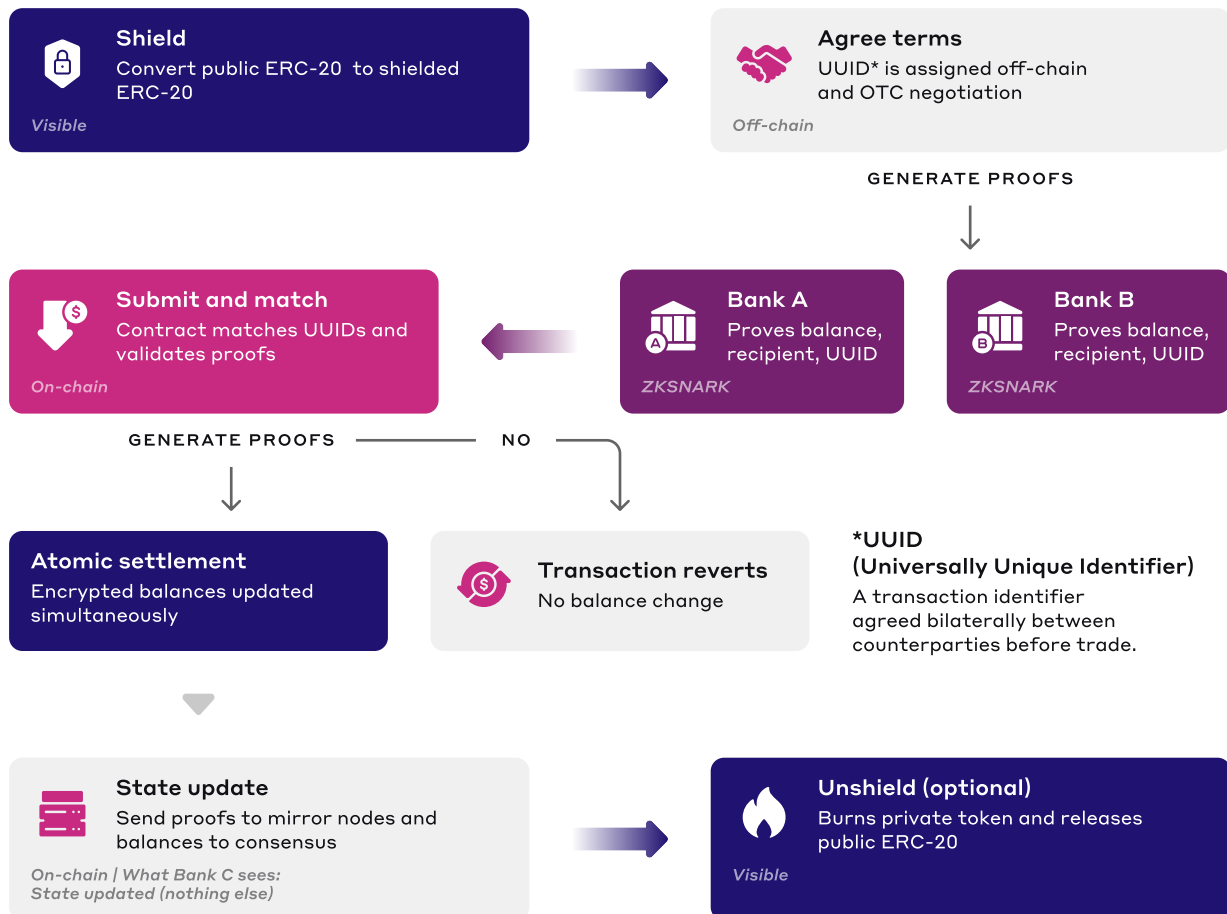 Shield
Convert public ERC-20 to shielded
ERC-20
Visible
Agree terms
UUID* is assigned off-chain
and OTC negotiation
Off-chain
GENERATE PROOFS
Submit and match
Contract matches UUIDs and
validates proofs
On-chain
Bank A
Proves balance,
recipient, UUID
A
ZKSNARK
Bank B
Proves balance,
recipient, UUID
B
ZKSNARK
GENERATE PROOFS
NO
Atomic settlement
Encrypted balances updated
simultaneously
Transaction reverts
No balance change
*UUID
(Universally Unique Identifier)
A transaction identifier
agreed bilaterally between
counterparties before trade.
State update
Send proofs to mirror nodes and
balances to consensus
On-chain | What Bank C sees:
State updated (nothing else)
Unshield (optional)
Burns private token and releases
public ERC-20
Visible